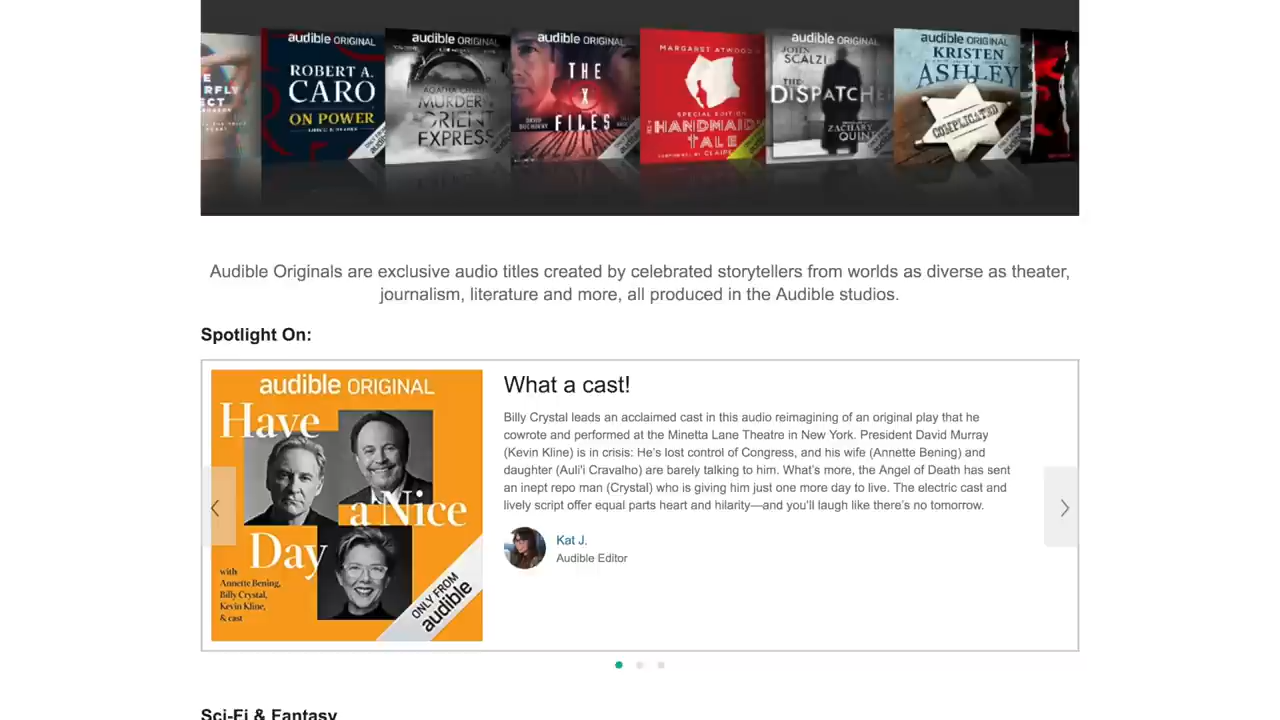 audible ORIGINAL
ROBERT A.
CARO
ON POWER
audible ORIGINAL
MURDER
ORIENT
EXPRESS
audible ORIGINAL
THE
X
FILES
DAVID
DUCHOVNY
MARGARET ATWOOD
SPECIAL EDITION
HANDMAID'S
TALE
audible ORIGINAL
JOHN
SCALZI
THE
DISPATCHE
ZACHARY
QUIN
audible ORIGINAL
KRISTEN
ASHLEY
COMPLICATED
Audible Originals are exclusive audio titles created by celebrated storytellers from worlds as diverse as theater,
journalism, literature and more, all produced in the Audible studios.
Spotlight On:
audible ORIGINAL
Have
a Nice
Day
with
Annette Bening,
Billy Crystal,
Kevin Kline,
& cast
ONLY FROM
audible
What a cast!
Billy Crystal leads an acclaimed cast in this audio reimagining of an original play that he
cowrote and performed at the Minetta Lane Theatre in New York. President David Murray
(Kevin Kline) is in crisis: He's lost control of Congress, and his wife (Annette Bening) and
daughter (Auli'i Cravalho) are barely talking to him. What's more, the Angel of Death has sent
an inept repo man (Crystal) who is giving him just one more day to live. The electric cast and
lively script offer equal parts heart and hilarity—and you'll laugh like there's no tomorrow.
Kat J.
Audible Editor
Sci-Fi & Fantasy